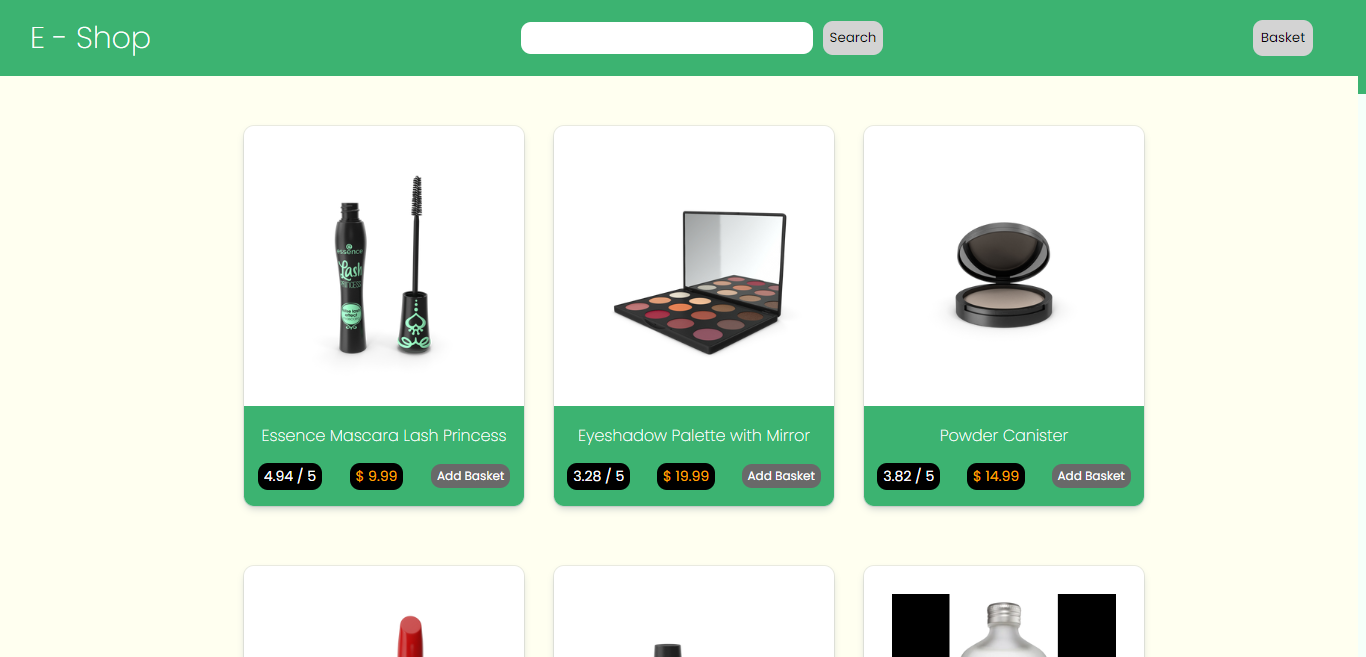 E - Shop
Search
Basket
essence
Lash
PRINCESS
Essence Mascara Lash Princess
Eyeshadow Palette with Mirror
Powder Canister
4.94 / 5
$ 9.99
Add Basket
3.28 / 5
$ 19.99
Add Basket
3.82 / 5
$ 14.99
Add Basket